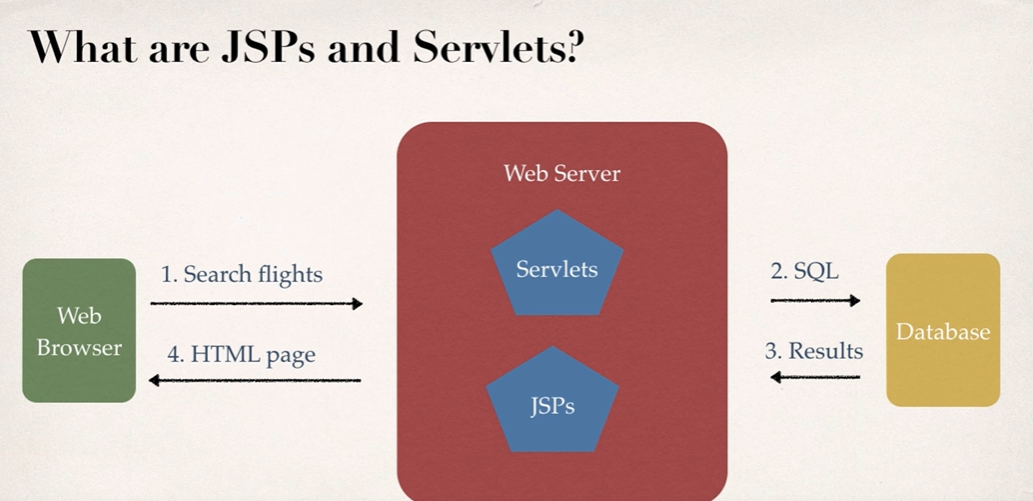 What are JSPs and Servlets?
Web Server
Servlets
1. Search flights
2. SQL
Web
Browser
Database
4. HTML page
3. Results
JSPs